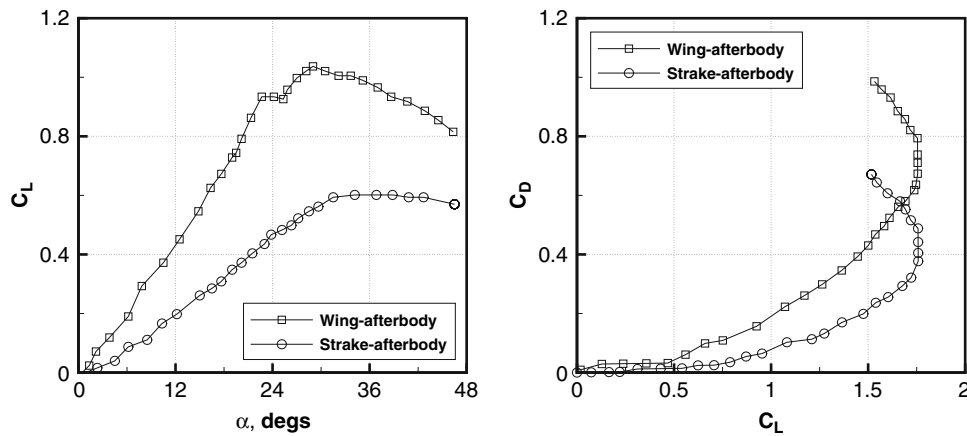 1.2
0.8
0.4
0
C_L
0 12 24 36 48
α, degs
Wing-afterbody
Strake-afterbody
1.2
0.8
0.4
0
C_D
0 0.5 1 1.5 2
C_L
Wing-afterbody
Strake-afterbody